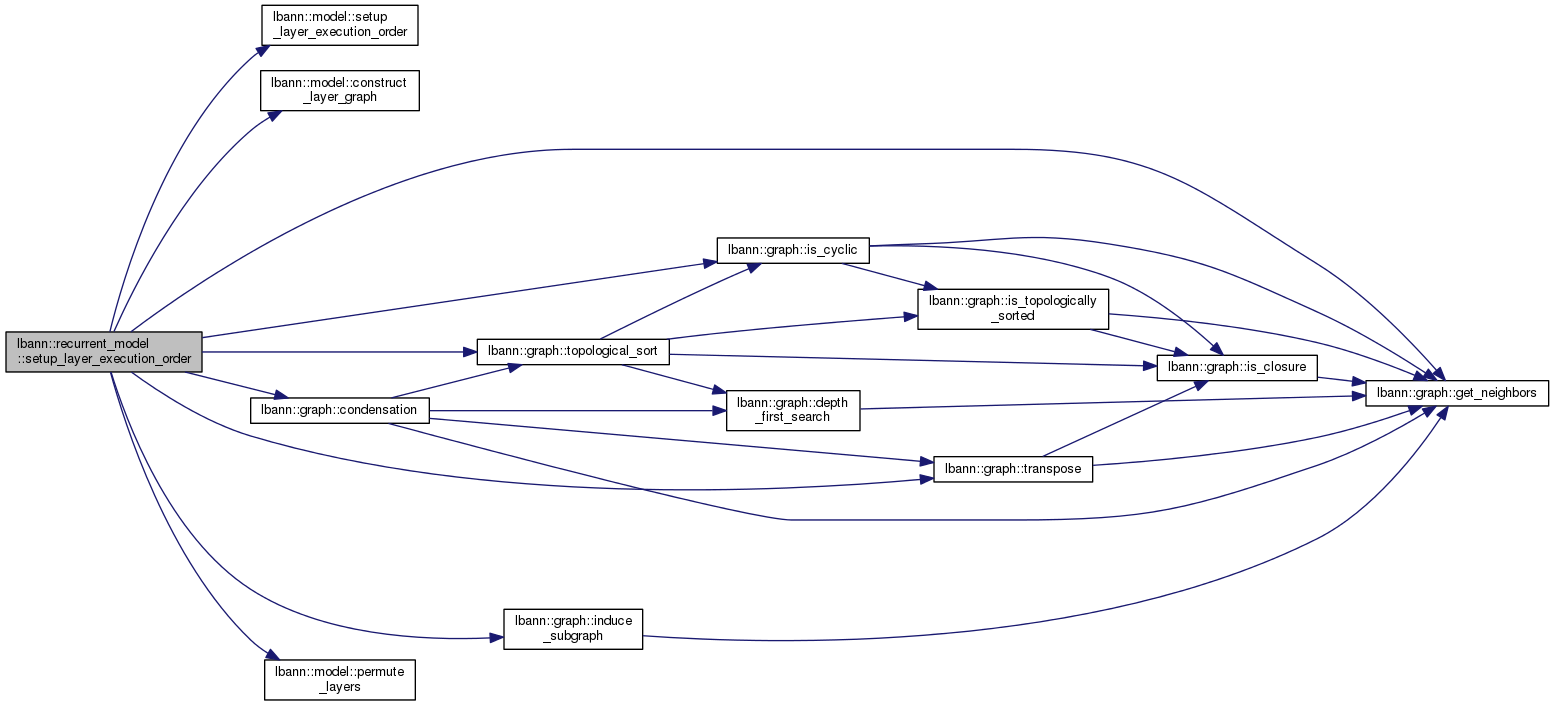 lbann::model::setup
_layer_execution_order
lbann::model::construct
_layer_graph
lbann::graph::is_cyclic
lbann::graph::is_topologically
_sorted
lbann::recurrent_model
::setup_layer_execution_order
lbann::graph::topological_sort
lbann::graph::is_closure
lbann::graph::get_neighbors
lbann::graph::condensation
lbann::graph::depth
_first_search
lbann::graph::transpose
lbann::graph::induce
_subgraph
lbann::model::permute
_layers